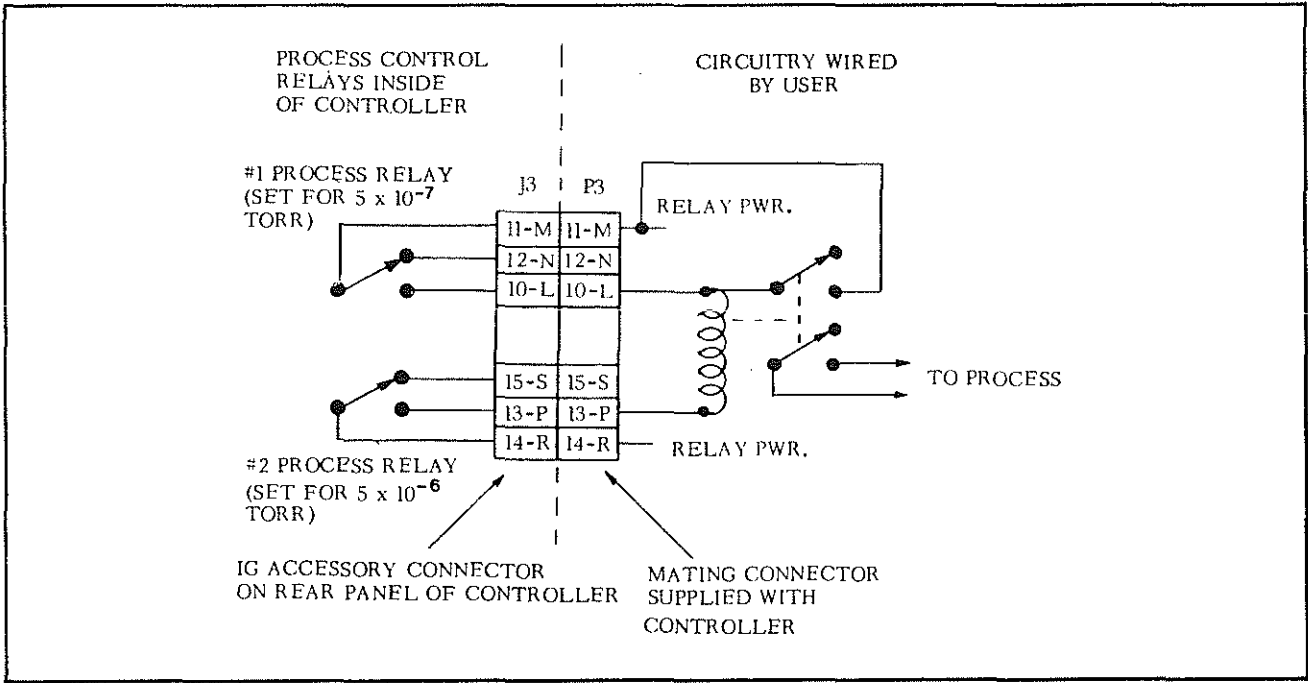 PROCESS CONTROL
RELAYS INSIDE
OF CONTROLLER
CIRCUITRY WIRED
BY USER
#1 PROCESS RELAY
(SET FOR 5 x 10⁻⁷
TORR)
J3
P3
RELAY PWR.
11-M 11-M
12-N 12-N
10-L 10-L
15-S 15-S
13-P 13-P
14-R 14-R
TO PROCESS
RELAY PWR.
#2 PROCESS RELAY
(SET FOR 5 x 10⁻⁶
TORR)
IG ACCESSORY CONNECTOR
ON REAR PANEL OF CONTROLLER
MATING CONNECTOR
SUPPLIED WITH
CONTROLLER